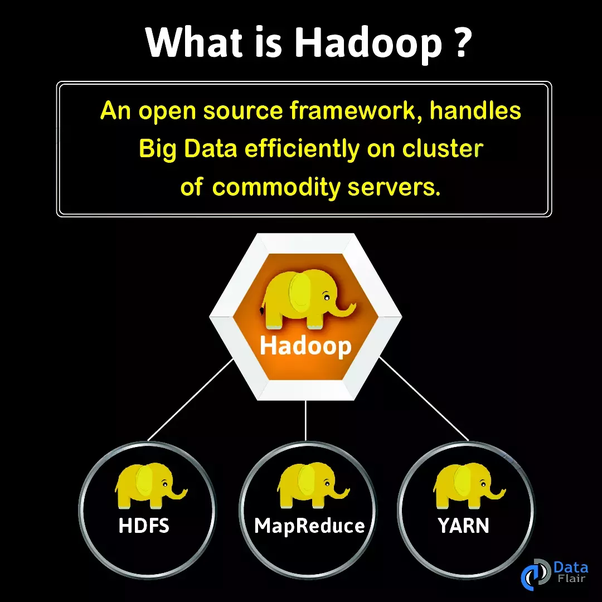 What is Hadoop ?
An open source framework, handles
Big Data efficiently on cluster
of commodity servers.
Hadoop
HDFS
MapReduce
YARN
Data
Flair